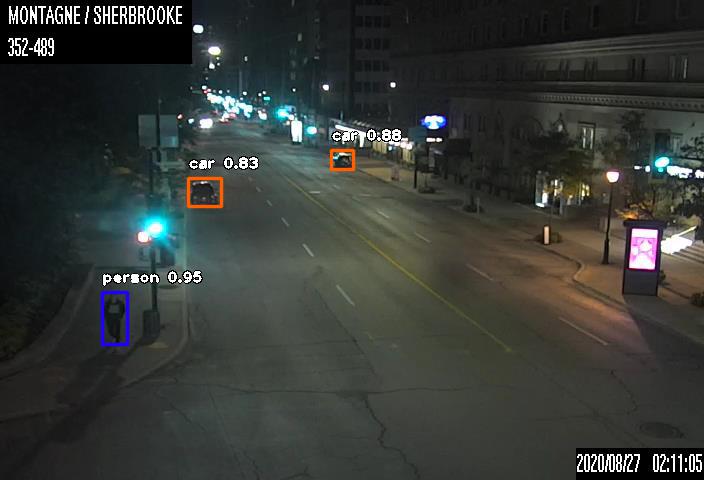 MONTAGNE / SHERBROOKE
352-489
car 0.88
car 0.83
person 0.95
2020/08/27 02:11:05